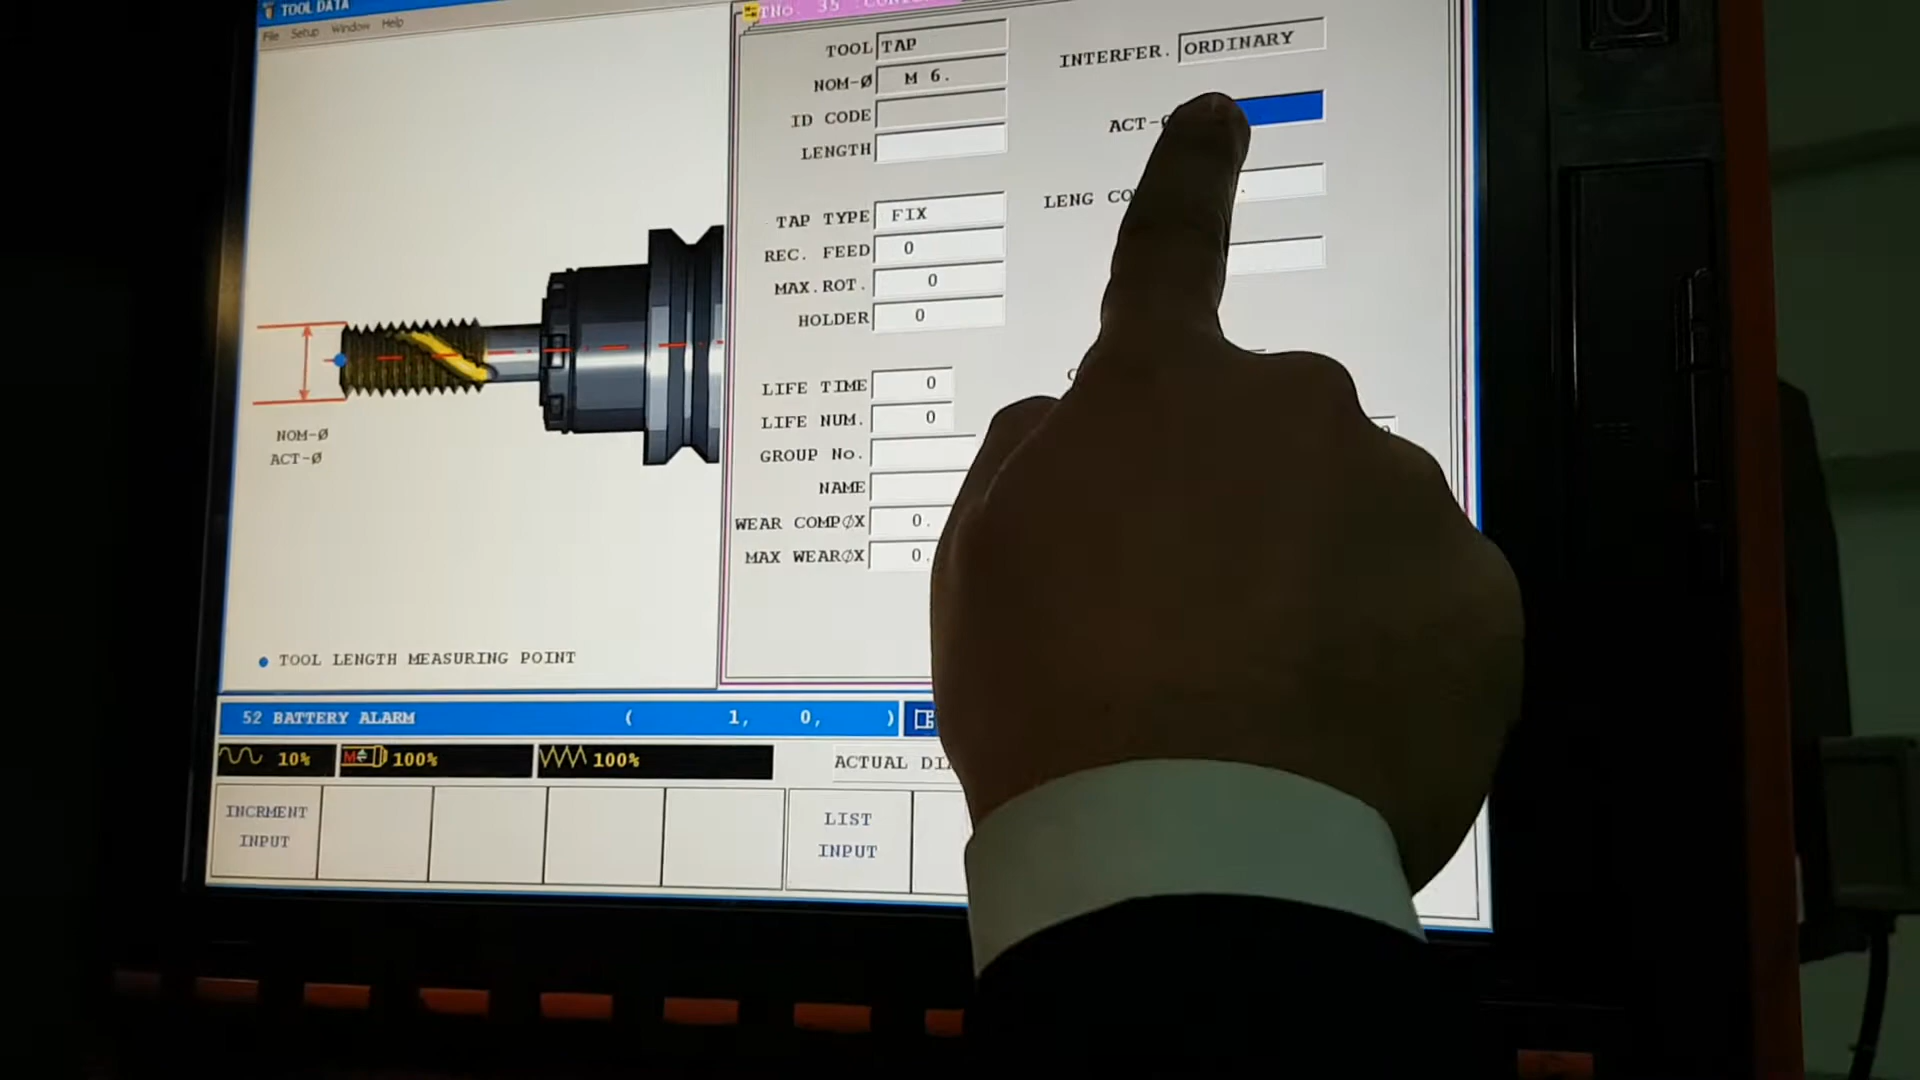 TOOL DATA
File Setup Window Help
TNo. 35
TOOL TAP
NOM-Ø M 6.
ID CODE
LENGTH
TAP TYPE FIX
REC. FEED 0
MAX.ROT. 0
HOLDER 0
LIFE TIME 0
LIFE NUM. 0
GROUP No.
NAME
WEAR COMPØX 0.
MAX WEARØX 0.
INTERFER. ORDINARY
ACT-Ø
LENG CO
NOM-Ø
ACT-Ø
TOOL LENGTH MEASURING POINT
52 BATTERY ALARM ( 1, 0, )
10% M 100% 100%
ACTUAL DI
INCRMENT
INPUT
LIST
INPUT